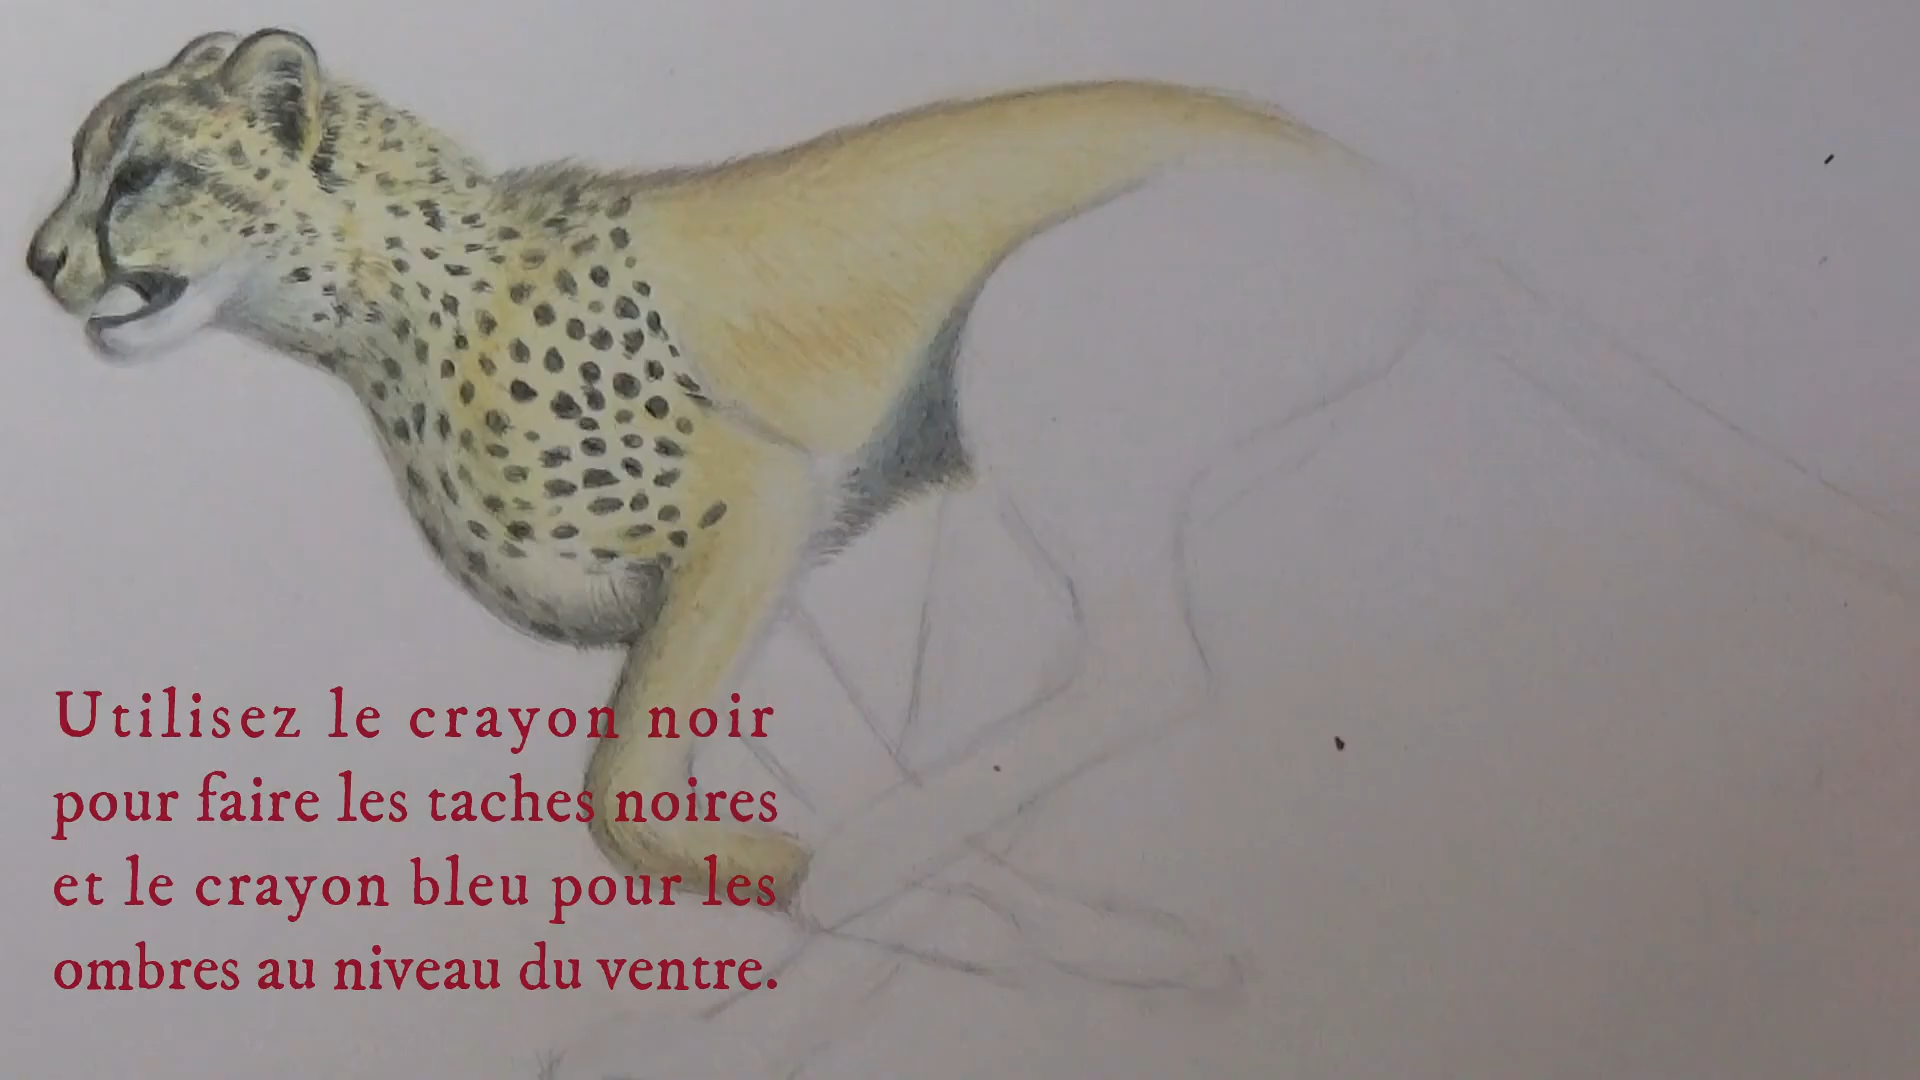 Utilisez le crayon noir
pour faire les taches noires
et le crayon bleu pour les
ombres au niveau du ventre.